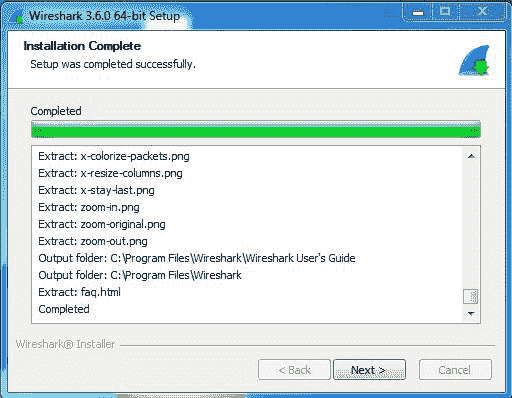 Wireshark 3.6.0 64-bit Setup
Installation Complete
Setup was completed successfully.
Completed
Extract: x-colorize-packets.png
Extract: x-resize-columns.png
Extract: x-stay-last.png
Extract: zoom-in.png
Extract: zoom-original.png
Extract: zoom-out.png
Output folder: C:\Program Files\Wireshark\Wireshark User's Guide
Output folder: C:\Program Files\Wireshark
Extract: faq.html
Completed
Wireshark® Installer
< Back Next > Cancel